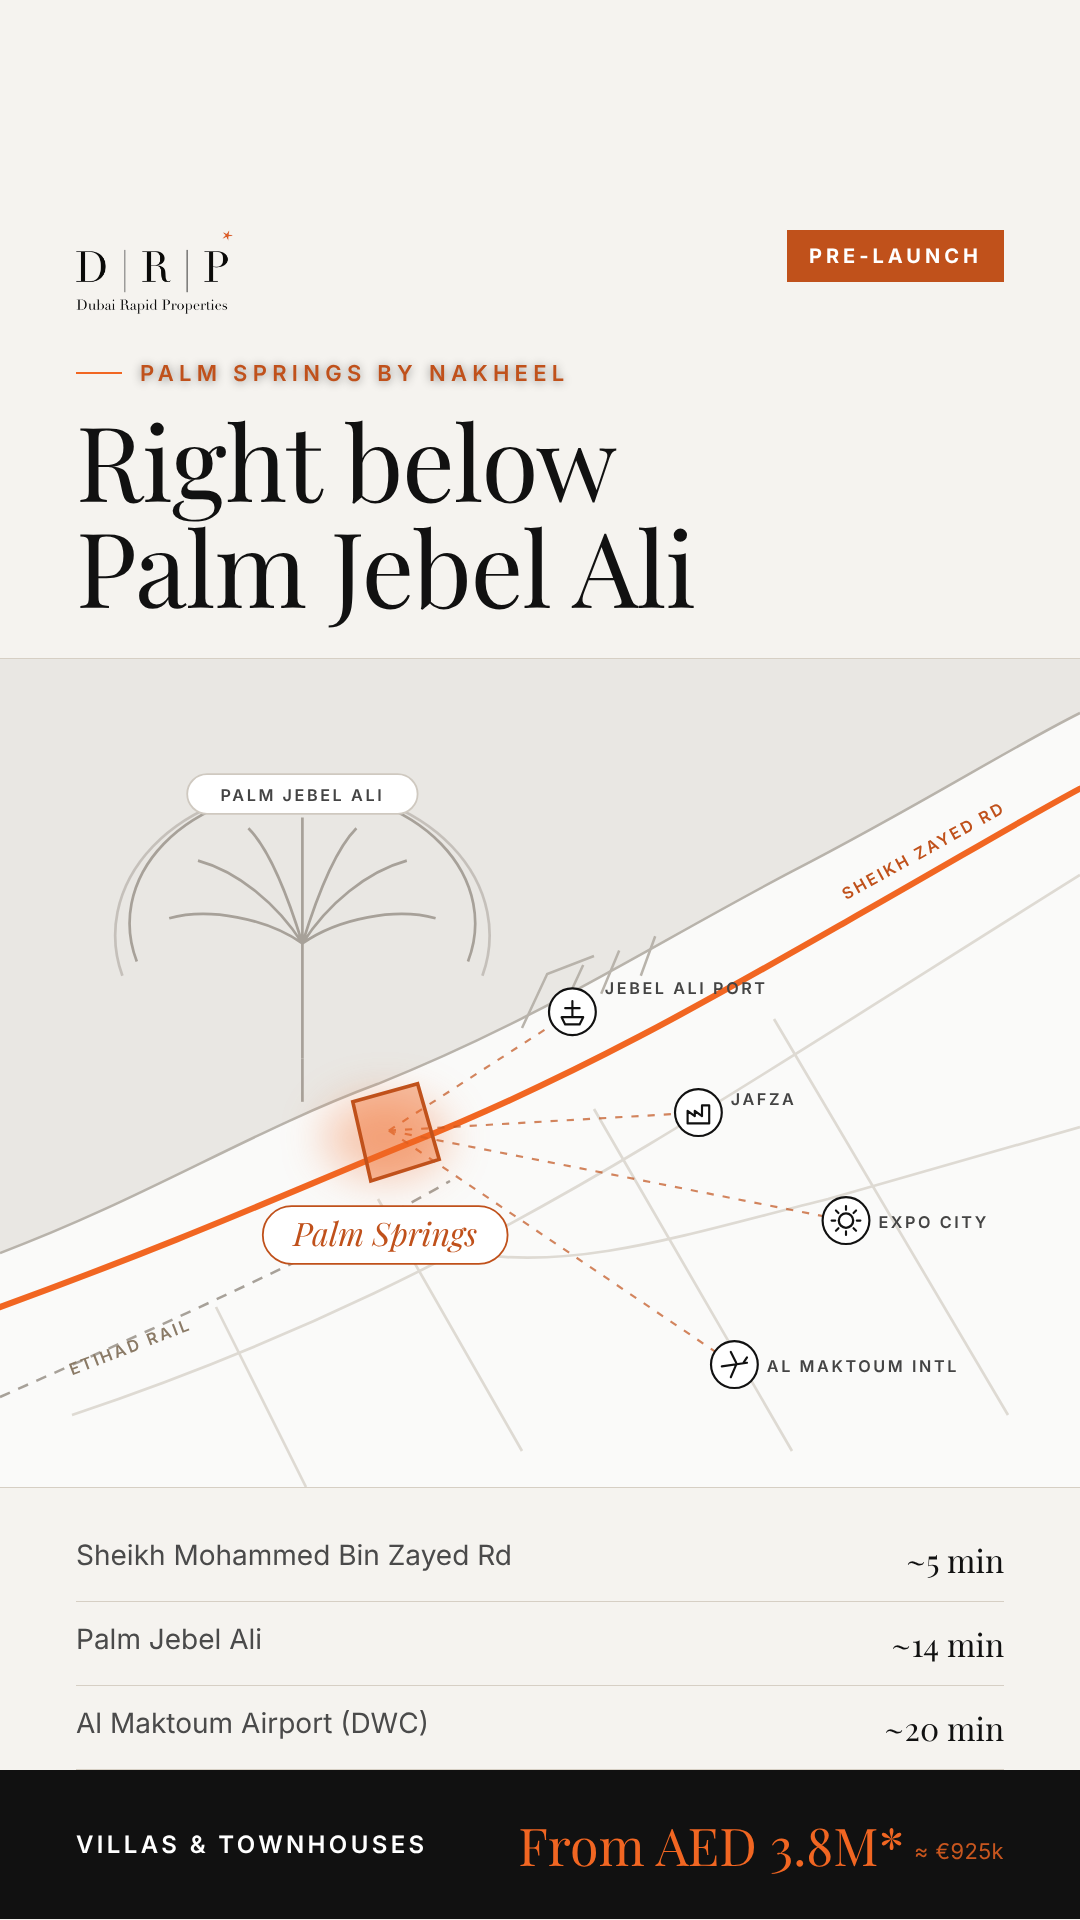 D | R | P*
Dubai Rapid Properties
PRE-LAUNCH
PALM SPRINGS BY NAKHEEL
Right below
Palm Jebel Ali
PALM JEBEL ALI
SHEIKH ZAYED RD
JEBEL ALI PORT
JAFZA
EXPO CITY
Palm Springs
ETIHAD RAIL
AL MAKTOUM INTL
Sheikh Mohammed Bin Zayed Rd ~5 min
Palm Jebel Ali ~14 min
Al Maktoum Airport (DWC) ~20 min
VILLAS & TOWNHOUSES From AED 3.8M* ≈ €925k